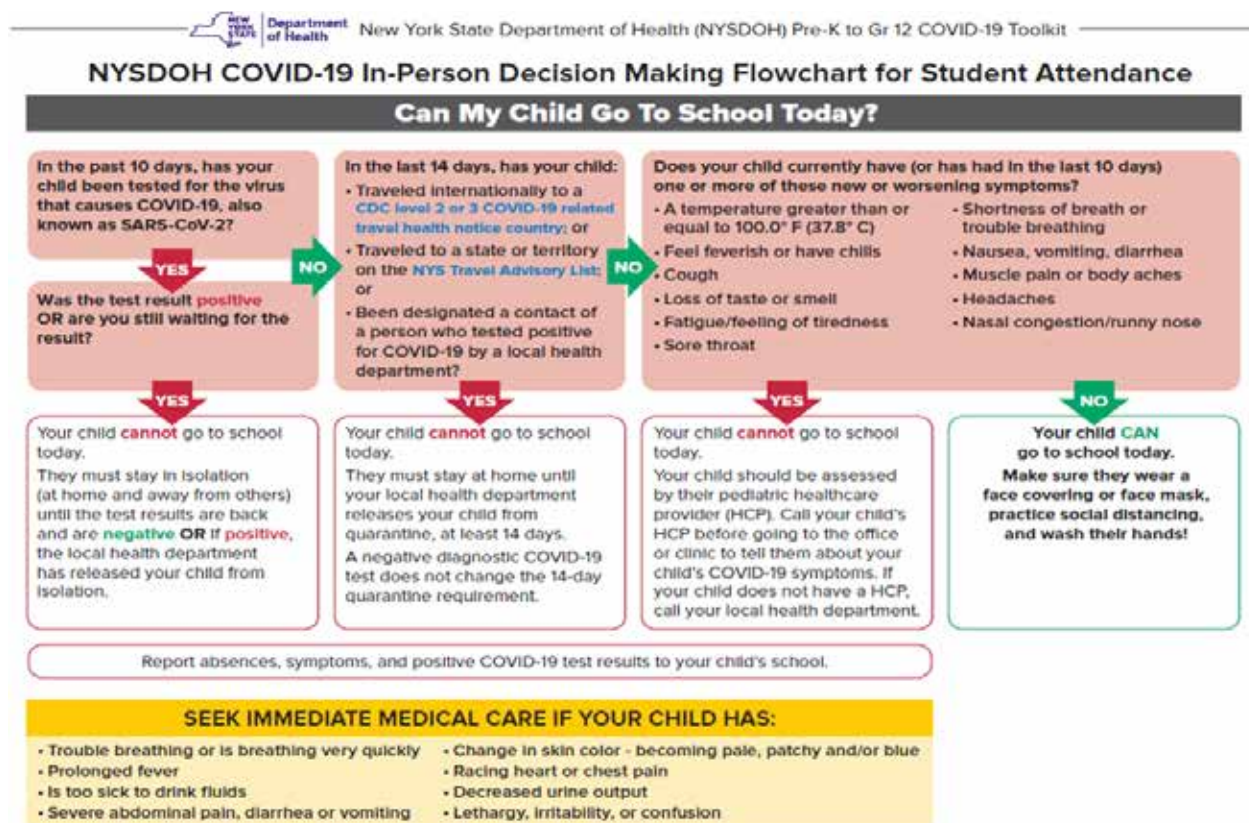 NEW YORK STATE
Department of Health
New York State Department of Health (NYSDOH) Pre-K to Gr 12 COVID-19 Toolkit
NYSDOH COVID-19 In-Person Decision Making Flowchart for Student Attendance
Can My Child Go To School Today?
In the past 10 days, has your
child been tested for the virus
that causes COVID-19, also
known as SARS-CoV-2?
YES
Was the test result positive
OR are you still waiting for the
result?
NO
In the last 14 days, has your child:
• Traveled internationally to a
CDC level 2 or 3 COVID-19 related
travel health notice country; or
• Traveled to a state or territory
on the NYS Travel Advisory List;
or
• Been designated a contact of
a person who tested positive
for COVID-19 by a local health
department?
NO
Does your child currently have (or has had in the last 10 days)
one or more of these new or worsening symptoms?
• A temperature greater than or
equal to 100.0° F (37.8° C)
• Feel feverish or have chills
• Cough
• Loss of taste or smell
• Fatigue/feeling of tiredness
• Sore throat
• Shortness of breath or
trouble breathing
• Nausea, vomiting, diarrhea
• Muscle pain or body aches
• Headaches
• Nasal congestion/runny nose
YES
Your child cannot go to school
today.
They must stay in isolation
(at home and away from others)
until the test results are back
and are negative OR if positive,
the local health department
has released your child from
isolation.
YES
Your child cannot go to school
today.
They must stay at home until
your local health department
releases your child from
quarantine, at least 14 days.
A negative diagnostic COVID-19
test does not change the 14-day
quarantine requirement.
YES
Your child cannot go to school
today.
Your child should be assessed
by their pediatric healthcare
provider (HCP). Call your child's
HCP before going to the office
or clinic to tell them about your
child's COVID-19 symptoms. If
your child does not have a HCP,
call your local health department.
NO
Your child CAN
go to school today.
Make sure they wear a
face covering or face mask,
practice social distancing,
and wash their hands!
Report absences, symptoms, and positive COVID-19 test results to your child's school.
SEEK IMMEDIATE MEDICAL CARE IF YOUR CHILD HAS:
• Trouble breathing or is breathing very quickly
• Prolonged fever
• Is too sick to drink fluids
• Severe abdominal pain, diarrhea or vomiting
• Change in skin color - becoming pale, patchy and/or blue
• Racing heart or chest pain
• Decreased urine output
• Lethargy, irritability, or confusion